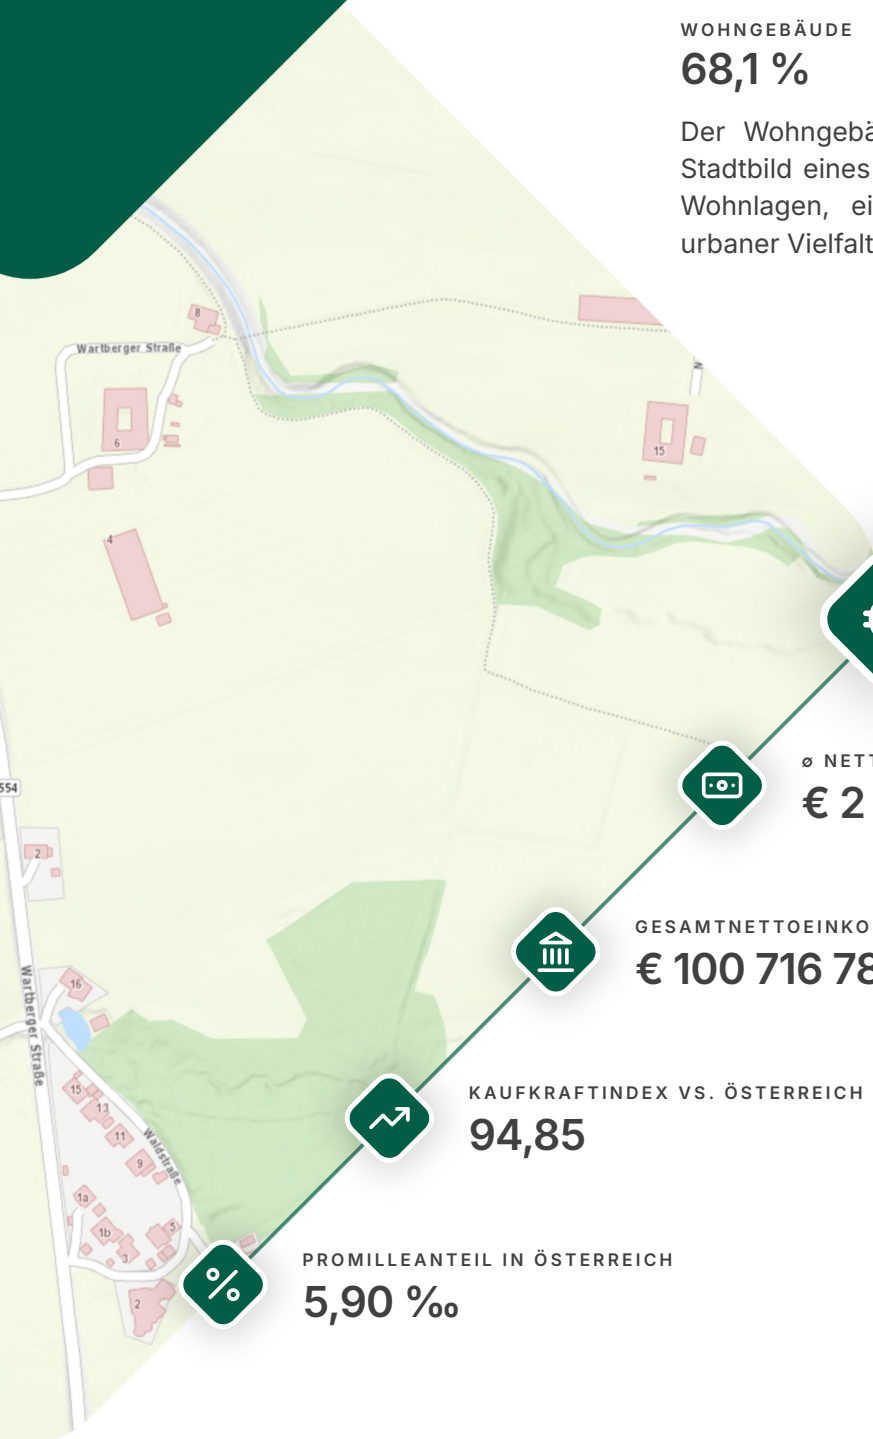 WOHNGEBÄUDE
68,1 %
Der Wohngebä
Stadtbild eines
Wohnlagen, ei
urbaner Vielfalt
8
Wartberger Straße
6
15
4
554
2
ø NETT
€ 2
GESAMTNETTOEINKO
€ 100 716 78
16
Wartberger Straße
KAUFKRAFTINDEX VS. ÖSTERREICH
94,85
15
13
11
9
Waldstraße
1a
1b
5
3
PROMILLEANTEIL IN ÖSTERREICH
5,90 ‰
2